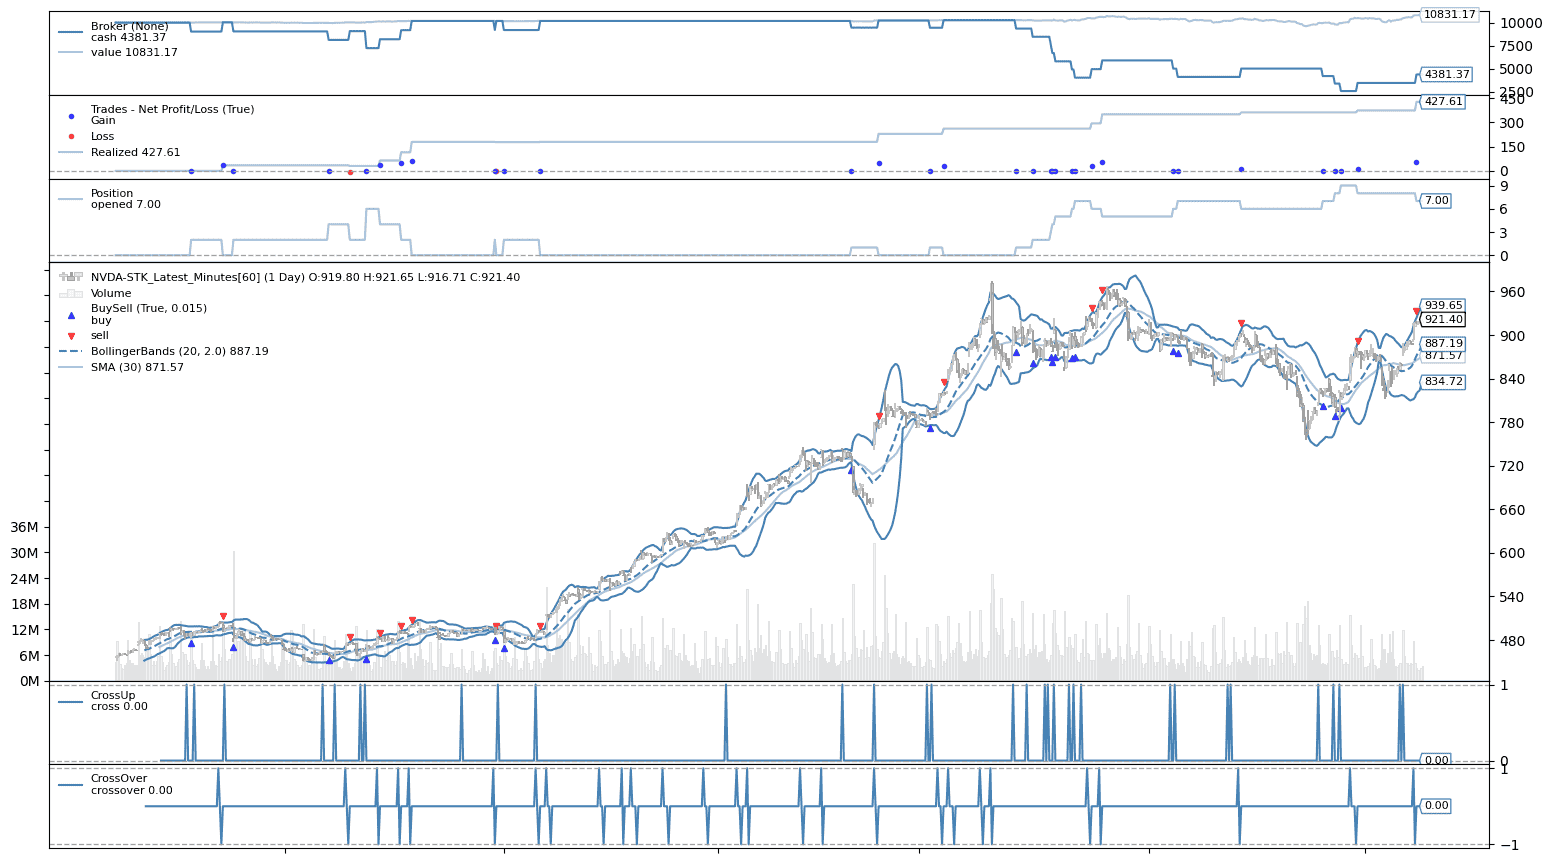 Broker (None)
cash 4381.37
value 10831.17
10831.17
10000
7500
5000
2500
4381.37
Trades - Net Profit/Loss (True)
Gain
Loss
Realized 427.61
450
427.61
300
150
0
Position
opened 7.00
9
7.00
6
3
0
NVDA-STK_Latest_Minutes[60] (1 Day) O:919.80 H:921.65 L:916.71 C:921.40
Volume
BuySell (True, 0.015)
buy
sell
BollingerBands (20, 2.0) 887.19
SMA (30) 871.57
960
939.65
921.40
900
887.19
871.57
840
834.72
780
720
660
600
540
480
36M
30M
24M
18M
12M
6M
0M
CrossUp
cross 0.00
1
0
0.00
CrossOver
crossover 0.00
1
0.00
−1